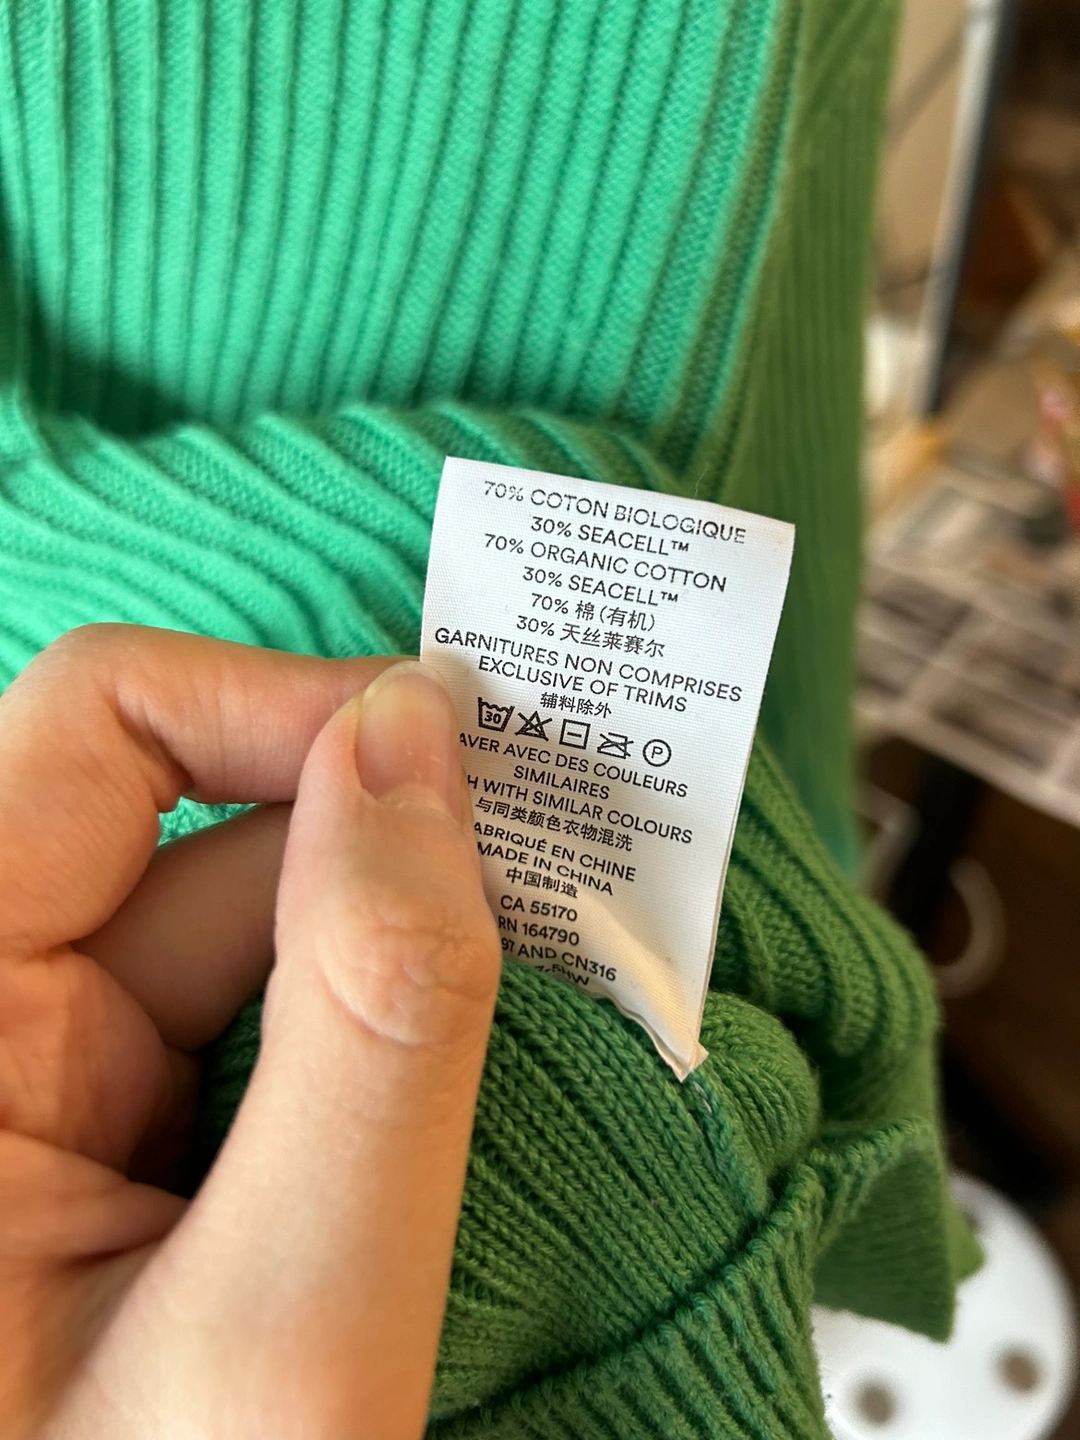 70% COTON BIOLOGIQUE
30% SEACELL™
70% ORGANIC COTTON
30% SEACELL™
70% 棉(有机)
30% 天丝莱赛尔
GARNITURES NON COMPRISES
EXCLUSIVE OF TRIMS
辅料除外
30 P
AVER AVEC DES COULEURS
SIMILAIRES
H WITH SIMILAR COLOURS
与同类颜色衣物混洗
ABRIQUÉ EN CHINE
MADE IN CHINA
中国制造
CA 55170
RN 164790
97 AND CN316